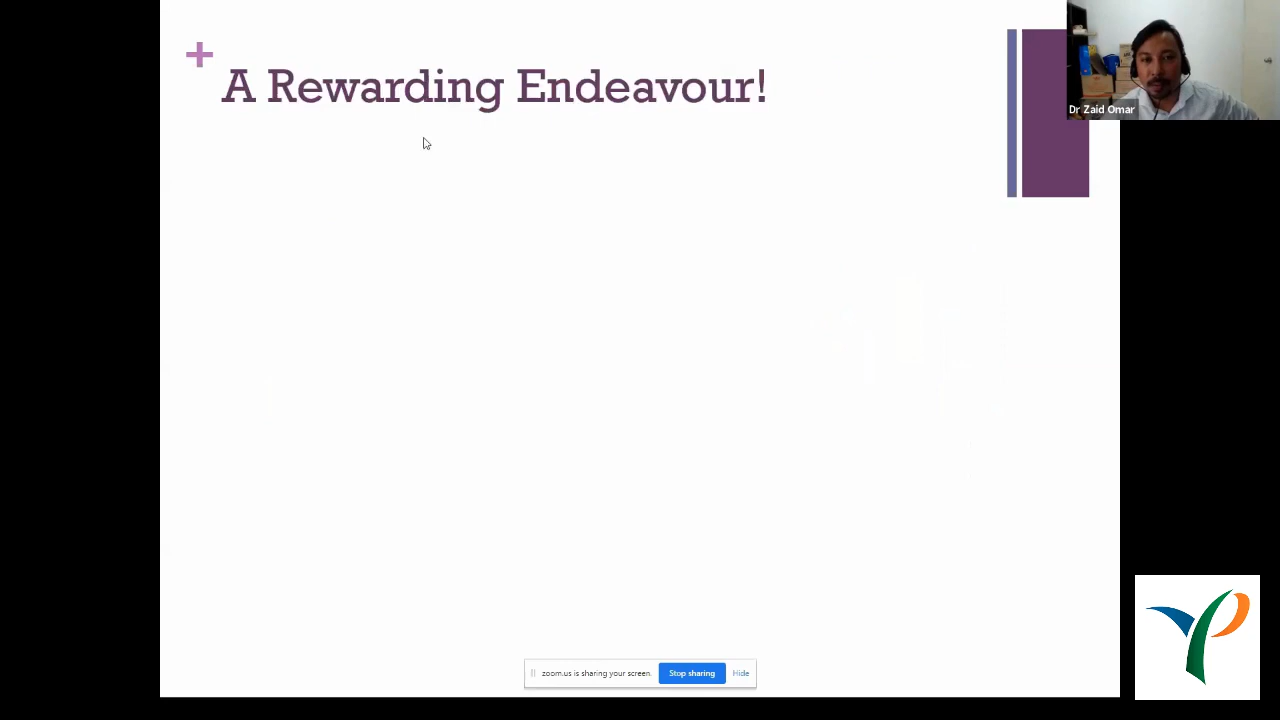 +
A Rewarding Endeavour!
Dr Zaid Omar
zoom.us is sharing your screen.
Stop sharing
Hide